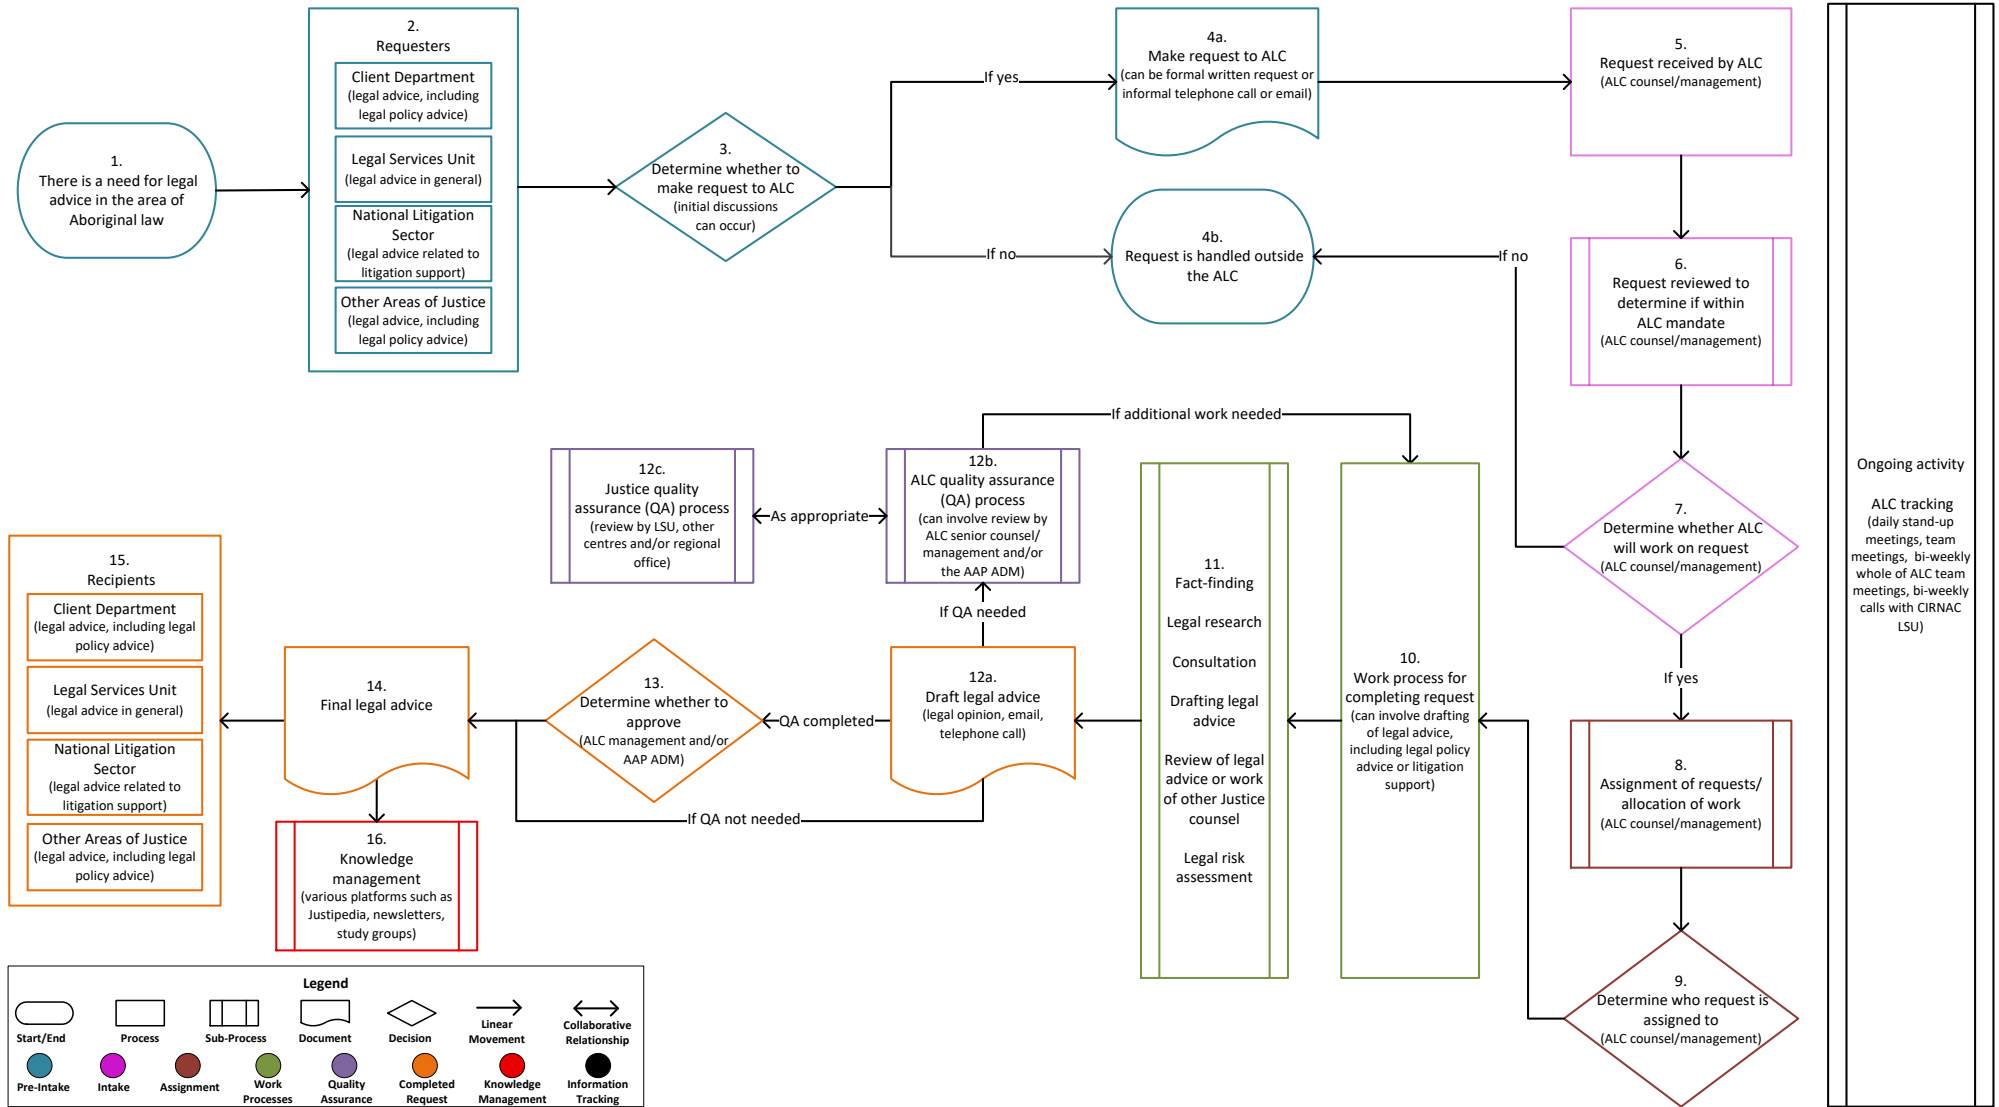 1.
There is a need for legal
advice in the area of
Aboriginal law
2.
Requesters
Client Department
(legal advice, including
legal policy advice)
Legal Services Unit
(legal advice in general)
National Litigation
Sector
(legal advice related to
litigation support)
Other Areas of Justice
(legal advice, including
legal policy advice)
3.
Determine whether to
make request to ALC
(initial discussions
can occur)
If yes
If no
4a.
Make request to ALC
(can be formal written request or
informal telephone call or email)
4b.
Request is handled outside
the ALC
5.
Request received by ALC
(ALC counsel/management)
6.
Request reviewed to
determine if within
ALC mandate
(ALC counsel/management)
If no
7.
Determine whether ALC
will work on request
(ALC counsel/management)
If yes
8.
Assignment of requests/
allocation of work
(ALC counsel/management)
9.
Determine who request is
assigned to
(ALC counsel/management)
Ongoing activity
ALC tracking
(daily stand-up
meetings, team
meetings, bi-weekly
whole of ALC team
meetings, bi-weekly
calls with CIRNAC
LSU)
10.
Work process for
completing request
(can involve drafting
of legal advice,
including legal policy
advice or litigation
support)
11.
Fact-finding
Legal research
Consultation
Drafting legal
advice
Review of legal
advice or work
of other Justice
counsel
Legal risk
assessment
If additional work needed
12b.
ALC quality assurance
(QA) process
(can involve review by
ALC senior counsel/
management and/or
the AAP ADM)
As appropriate
12c.
Justice quality
assurance (QA) process
(review by LSU, other
centres and/or regional
office)
If QA needed
12a.
Draft legal advice
(legal opinion, email,
telephone call)
QA completed
If QA not needed
13.
Determine whether to
approve
(ALC management and/or
AAP ADM)
14.
Final legal advice
15.
Recipients
Client Department
(legal advice, including legal
policy advice)
Legal Services Unit
(legal advice in general)
National Litigation
Sector
(legal advice related to
litigation support)
Other Areas of Justice
(legal advice, including legal
policy advice)
16.
Knowledge
management
(various platforms such as
Justipedia, newsletters,
study groups)
Legend
Start/End
Process
Sub-Process
Document
Decision
Linear
Movement
Collaborative
Relationship
Pre-Intake
Intake
Assignment
Work
Processes
Quality
Assurance
Completed
Request
Knowledge
Management
Information
Tracking